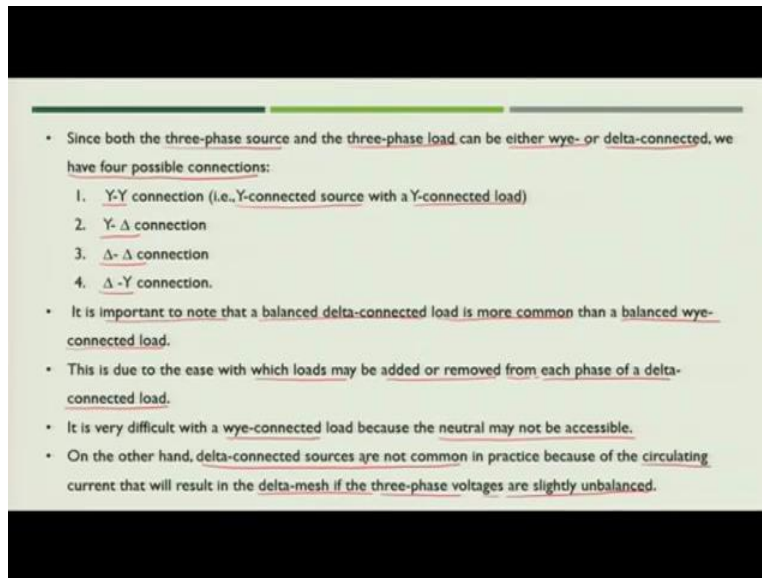 • Since both the three-phase source and the three-phase load can be either wye- or delta-connected, we
have four possible connections:
1. Y-Y connection (i.e., Y-connected source with a Y-connected load)
2. Y- Δ connection
3. Δ- Δ connection
4. Δ -Y connection.
• It is important to note that a balanced delta-connected load is more common than a balanced wye-
connected load.
• This is due to the ease with which loads may be added or removed from each phase of a delta-
connected load.
• It is very difficult with a wye-connected load because the neutral may not be accessible.
• On the other hand, delta-connected sources are not common in practice because of the circulating
current that will result in the delta-mesh if the three-phase voltages are slightly unbalanced.